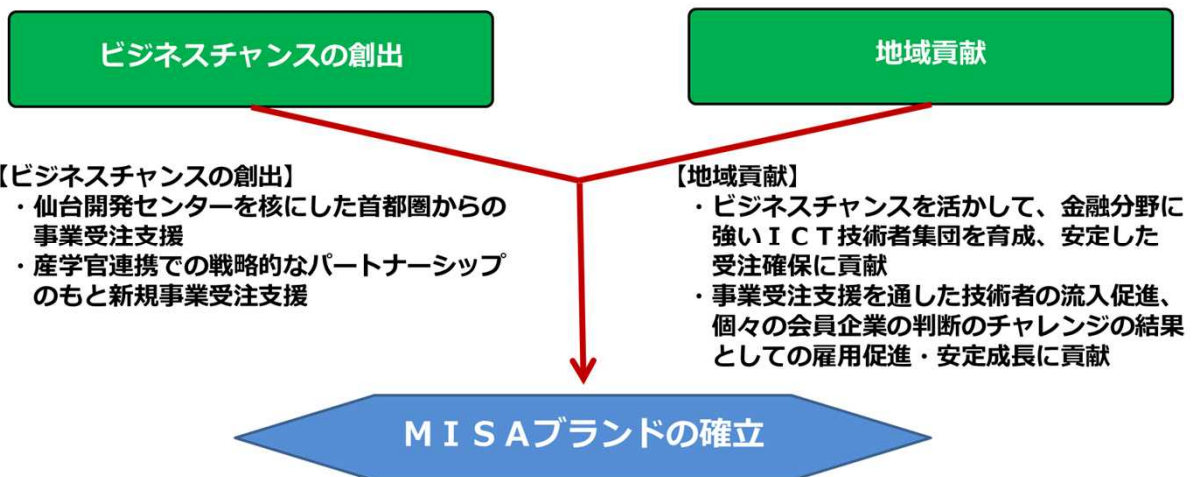 ビジネスチャンスの創出
地域貢献
【ビジネスチャンスの創出】
・仙台開発センターを核にした首都圏からの
事業受注支援
・産学官連携での戦略的なパートナーシップ
のもと新規事業受注支援
【地域貢献】
・ビジネスチャンスを活かして、金融分野に
強いＩＣＴ技術者集団を育成、安定した
受注確保に貢献
・事業受注支援を通した技術者の流入促進、
個々の会員企業の判断のチャレンジの結果
としての雇用促進・安定成長に貢献
ＭＩＳＡブランドの確立